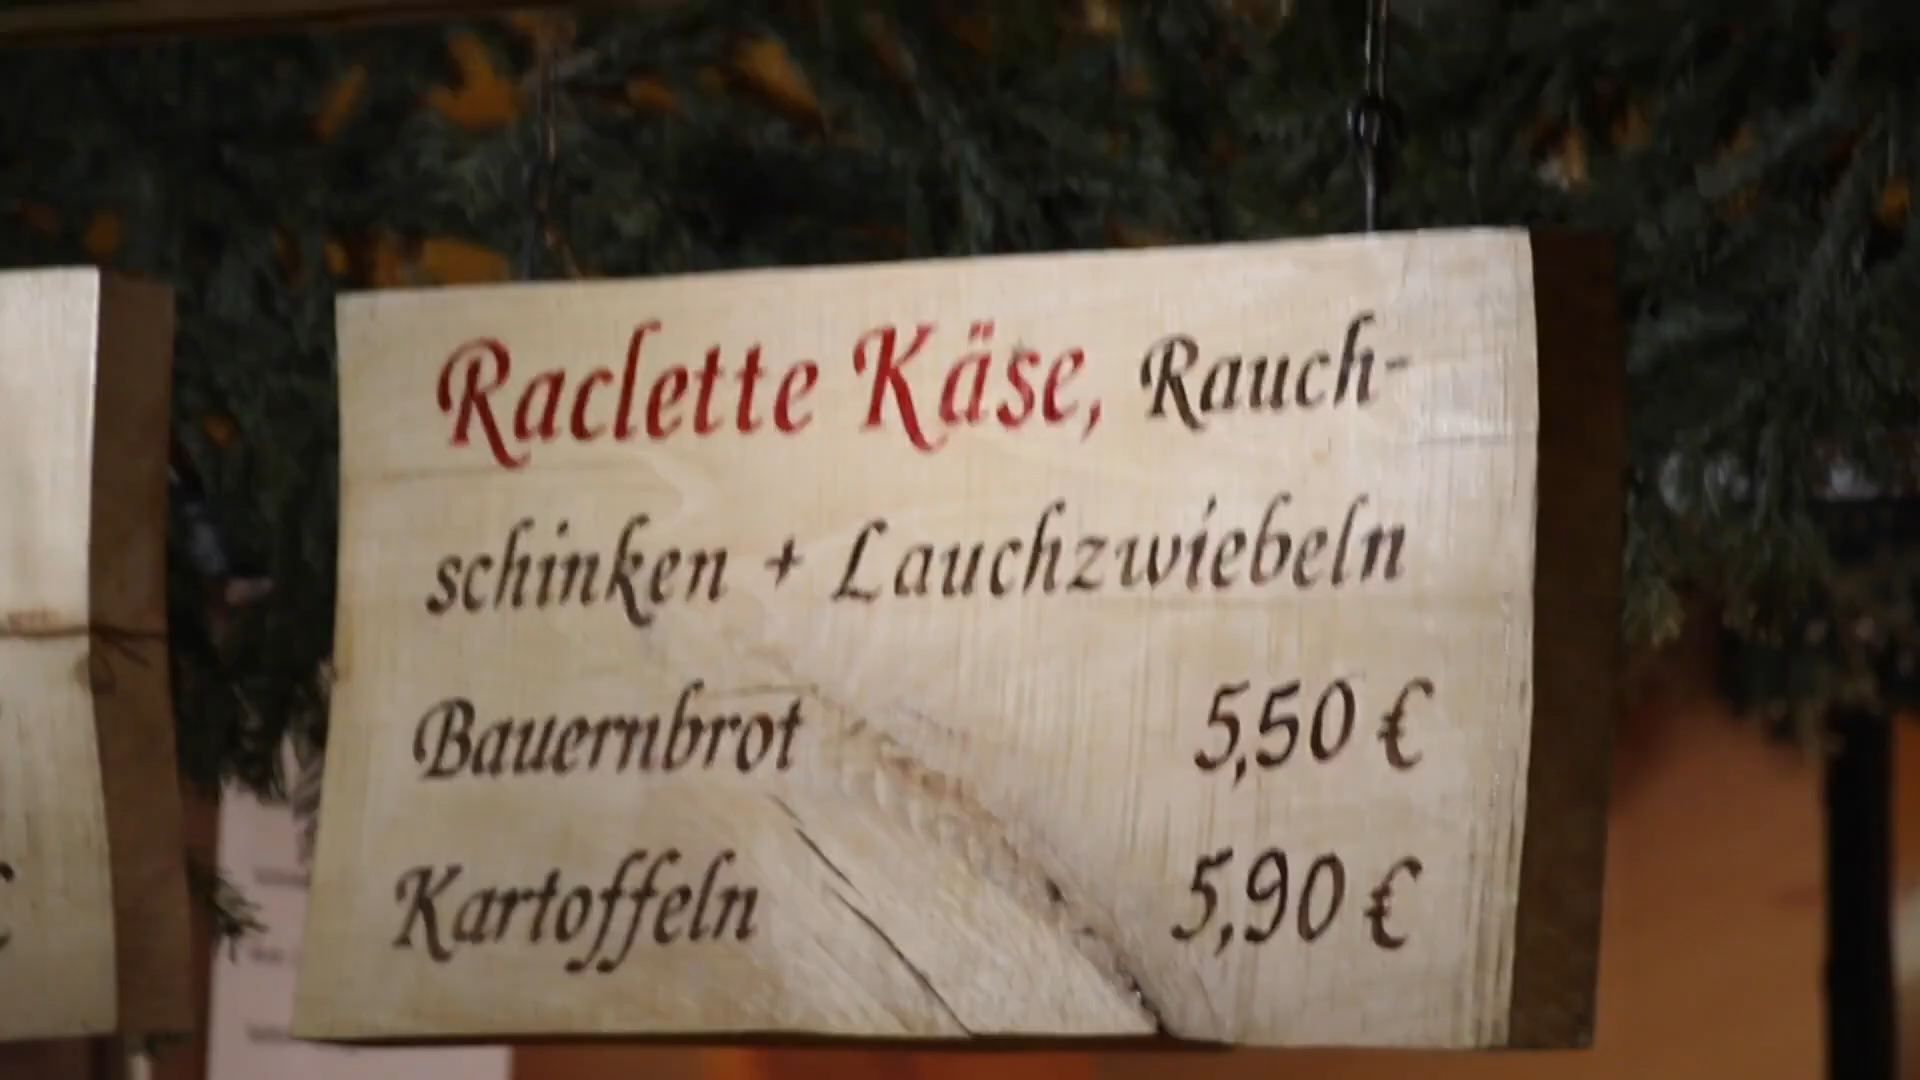 Raclette Käse, Rauch-
schinken + Lauchzwiebeln
Bauernbrot 5,50 €
Kartoffeln 5,90 €